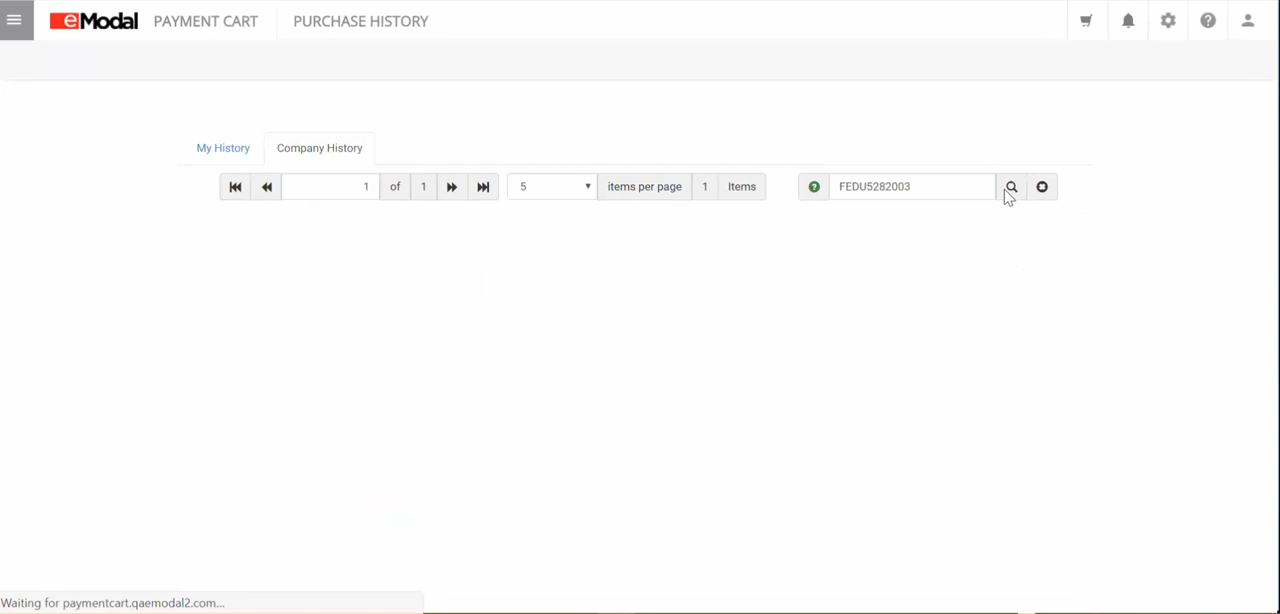 eModal PAYMENT CART PURCHASE HISTORY
My History Company History
1 of 1 5 items per page 1 Items FEDU5282003
Waiting for paymentcart.qaemodal2.com...